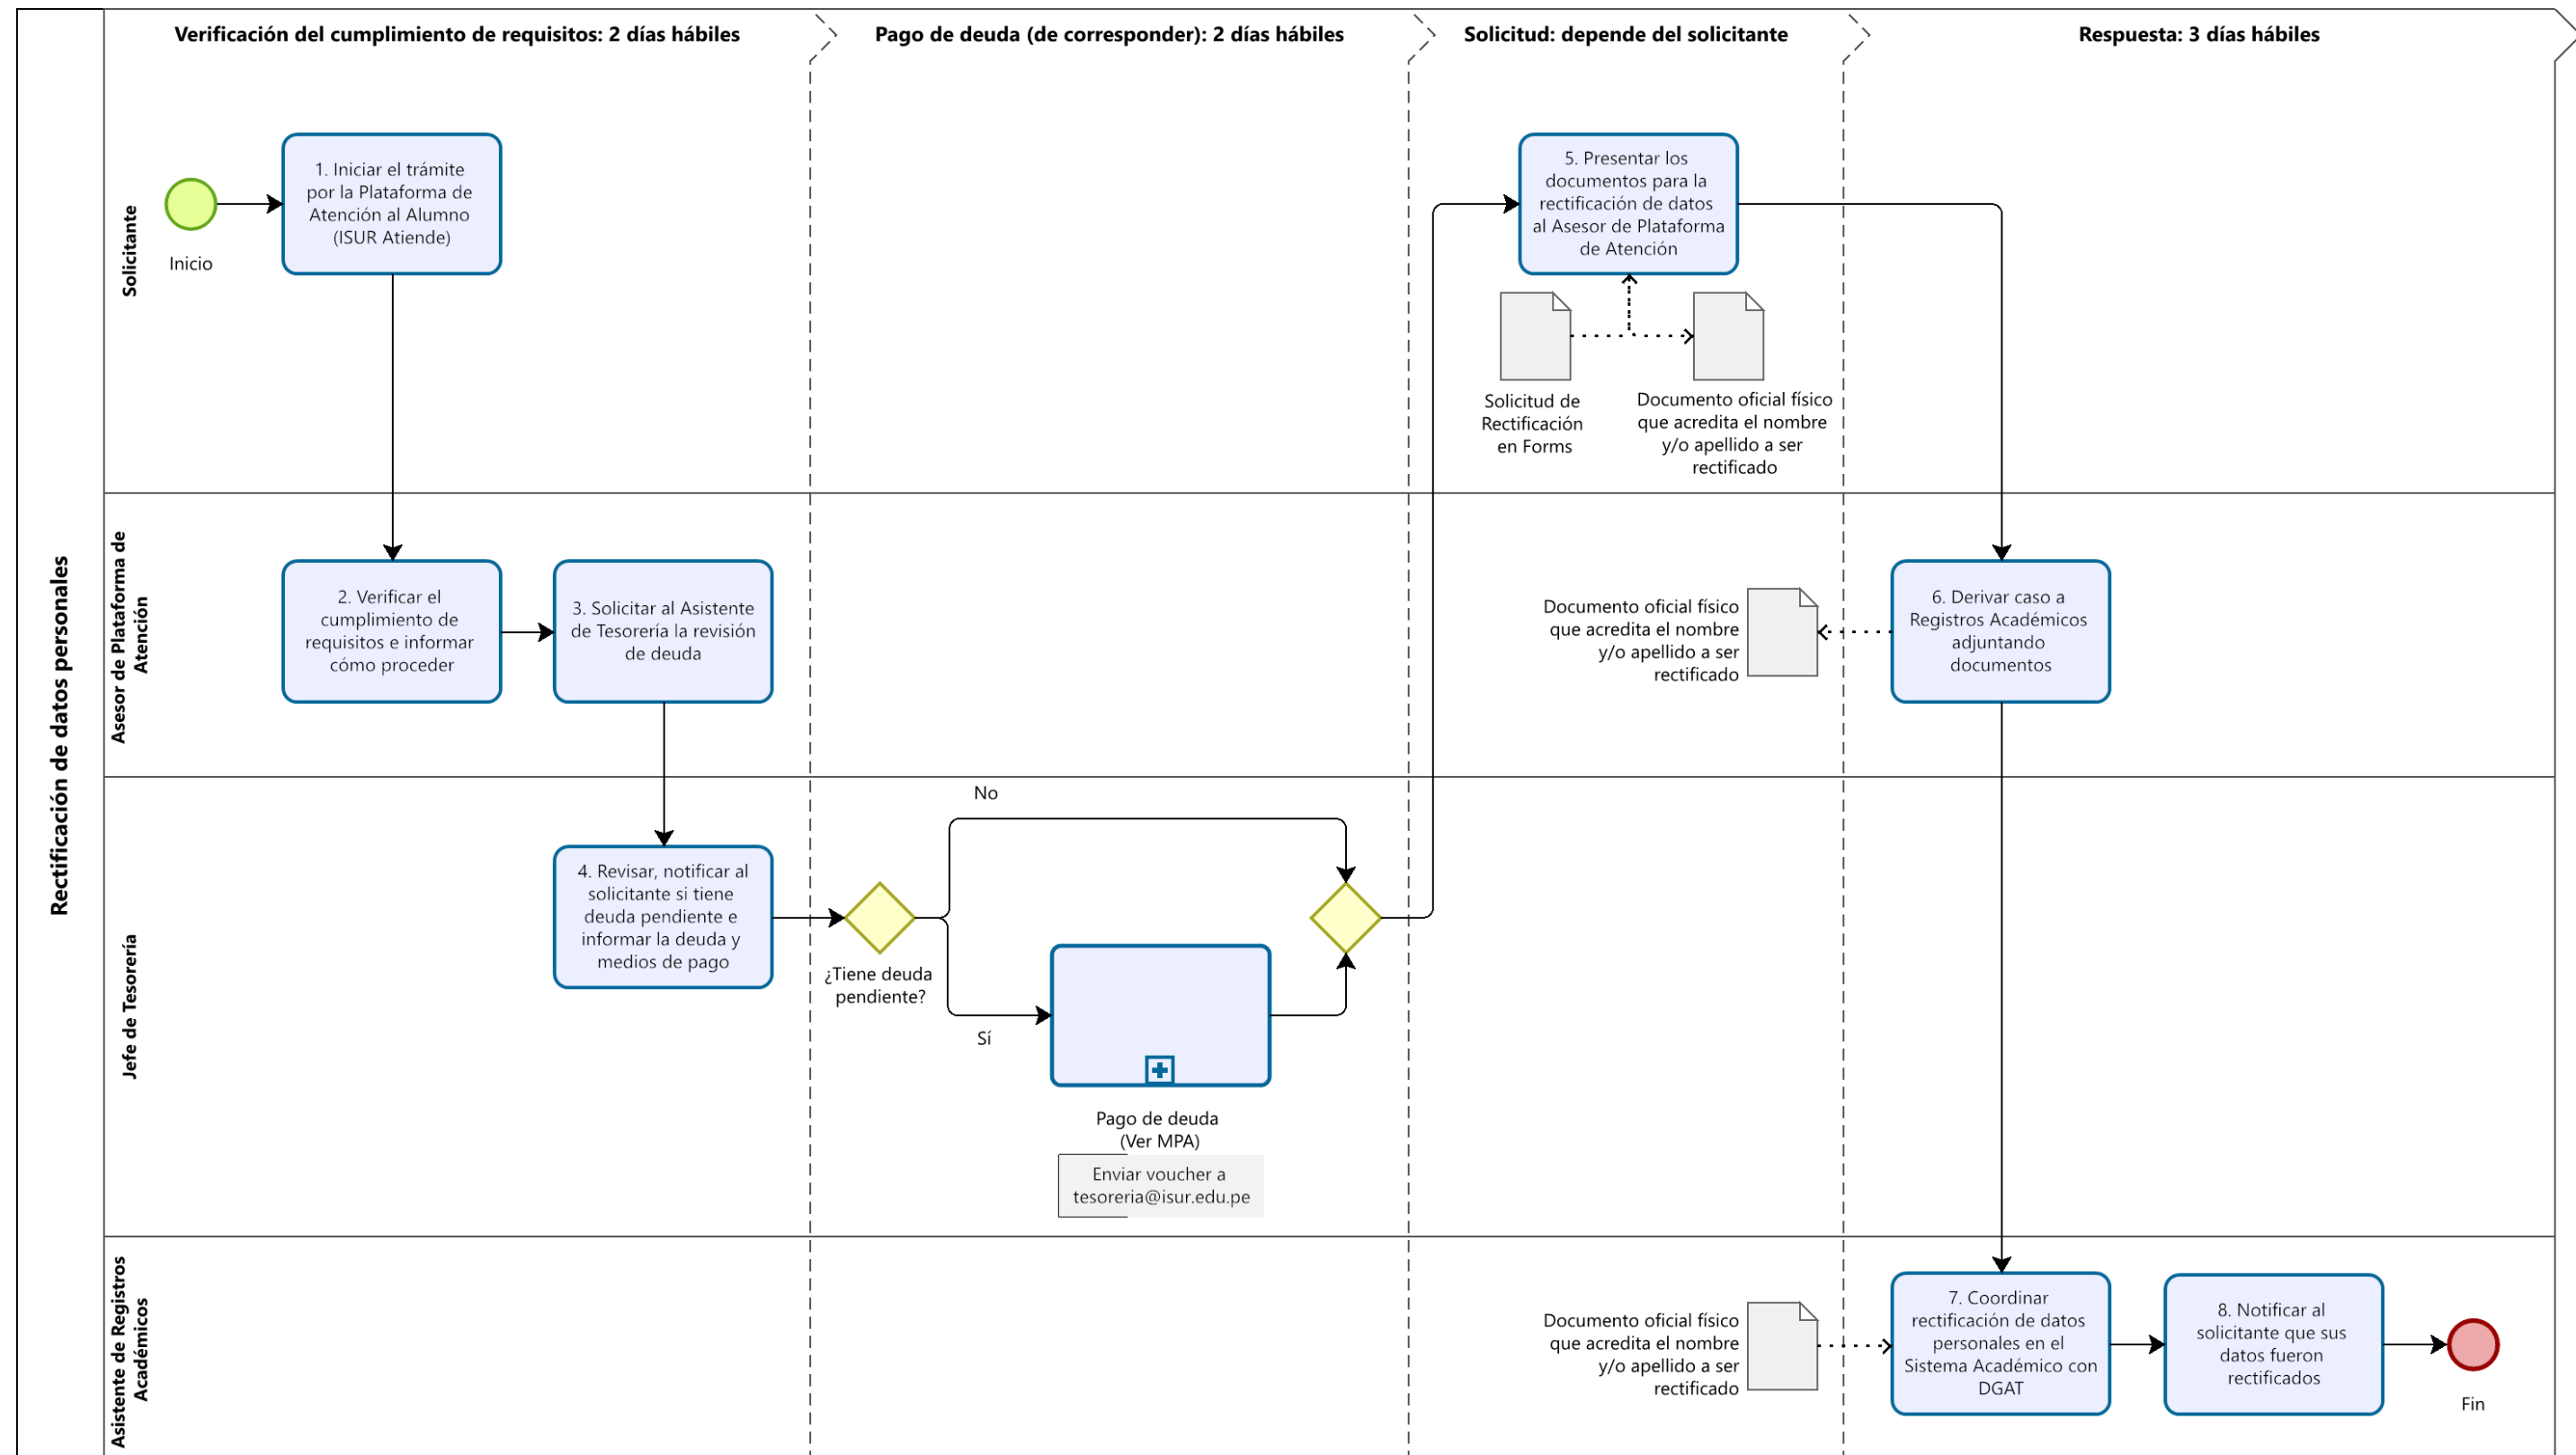 Verificación del cumplimiento de requisitos: 2 días hábiles
Pago de deuda (de corresponder): 2 días hábiles
Solicitud: depende del solicitante
Respuesta: 3 días hábiles
Rectificación de datos personales
Solicitante
Inicio
1. Iniciar el trámite
por la Plataforma de
Atención al Alumno
(ISUR Atiende)
5. Presentar los
documentos para la
rectificación de datos
al Asesor de Plataforma
de Atención
Solicitud de
Rectificación
en Forms
Documento oficial físico
que acredita el nombre
y/o apellido a ser
rectificado
Asesor de Plataforma de
Atención
2. Verificar el
cumplimiento de
requisitos e informar
cómo proceder
3. Solicitar al Asistente
de Tesorería la revisión
de deuda
Documento oficial físico
que acredita el nombre
y/o apellido a ser
rectificado
6. Derivar caso a
Registros Académicos
adjuntando
documentos
Jefe de Tesorería
4. Revisar, notificar al
solicitante si tiene
deuda pendiente e
informar la deuda y
medios de pago
¿Tiene deuda
pendiente?
No
Sí
Pago de deuda
(Ver MPA)
Enviar voucher a
tesoreria@isur.edu.pe
Asistente de Registros
Académicos
Documento oficial físico
que acredita el nombre
y/o apellido a ser
rectificado
7. Coordinar
rectificación de datos
personales en el
Sistema Académico con
DGAT
8. Notificar al
solicitante que sus
datos fueron
rectificados
Fin